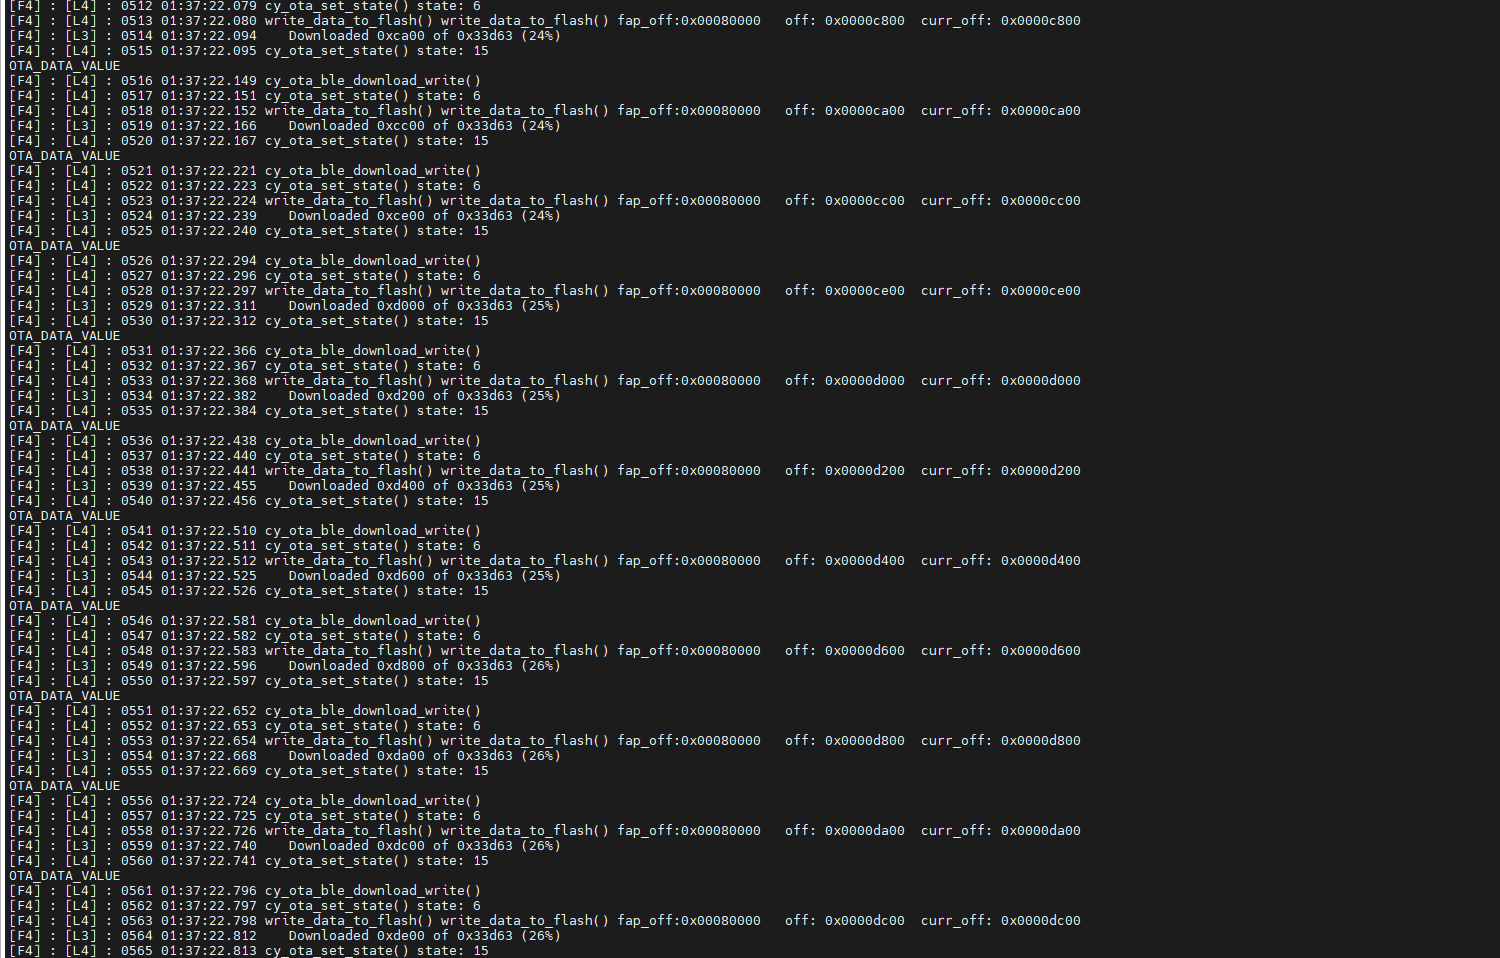 [F4] : [L4] : 0512 01:37:22.079 cy_ota_set_state() state: 6
[F4] : [L4] : 0513 01:37:22.080 write_data_to_flash() write_data_to_flash() fap_off:0x00080000   off: 0x0000c800  curr_off: 0x0000c800
[F4] : [L3] : 0514 01:37:22.094    Downloaded 0xca00 of 0x33d63 (24%)
[F4] : [L4] : 0515 01:37:22.095 cy_ota_set_state() state: 15
OTA_DATA_VALUE
[F4] : [L4] : 0516 01:37:22.149 cy_ota_ble_download_write()
[F4] : [L4] : 0517 01:37:22.151 cy_ota_set_state() state: 6
[F4] : [L4] : 0518 01:37:22.152 write_data_to_flash() write_data_to_flash() fap_off:0x00080000   off: 0x0000ca00  curr_off: 0x0000ca00
[F4] : [L3] : 0519 01:37:22.166    Downloaded 0xcc00 of 0x33d63 (24%)
[F4] : [L4] : 0520 01:37:22.167 cy_ota_set_state() state: 15
OTA_DATA_VALUE
[F4] : [L4] : 0521 01:37:22.221 cy_ota_ble_download_write()
[F4] : [L4] : 0522 01:37:22.223 cy_ota_set_state() state: 6
[F4] : [L4] : 0523 01:37:22.224 write_data_to_flash() write_data_to_flash() fap_off:0x00080000   off: 0x0000cc00  curr_off: 0x0000cc00
[F4] : [L3] : 0524 01:37:22.239    Downloaded 0xce00 of 0x33d63 (24%)
[F4] : [L4] : 0525 01:37:22.240 cy_ota_set_state() state: 15
OTA_DATA_VALUE
[F4] : [L4] : 0526 01:37:22.294 cy_ota_ble_download_write()
[F4] : [L4] : 0527 01:37:22.296 cy_ota_set_state() state: 6
[F4] : [L4] : 0528 01:37:22.297 write_data_to_flash() write_data_to_flash() fap_off:0x00080000   off: 0x0000ce00  curr_off: 0x0000ce00
[F4] : [L3] : 0529 01:37:22.311    Downloaded 0xd000 of 0x33d63 (25%)
[F4] : [L4] : 0530 01:37:22.312 cy_ota_set_state() state: 15
OTA_DATA_VALUE
[F4] : [L4] : 0531 01:37:22.366 cy_ota_ble_download_write()
[F4] : [L4] : 0532 01:37:22.367 cy_ota_set_state() state: 6
[F4] : [L4] : 0533 01:37:22.368 write_data_to_flash() write_data_to_flash() fap_off:0x00080000   off: 0x0000d000  curr_off: 0x0000d000
[F4] : [L3] : 0534 01:37:22.382    Downloaded 0xd200 of 0x33d63 (25%)
[F4] : [L4] : 0535 01:37:22.384 cy_ota_set_state() state: 15
OTA_DATA_VALUE
[F4] : [L4] : 0536 01:37:22.438 cy_ota_ble_download_write()
[F4] : [L4] : 0537 01:37:22.440 cy_ota_set_state() state: 6
[F4] : [L4] : 0538 01:37:22.441 write_data_to_flash() write_data_to_flash() fap_off:0x00080000   off: 0x0000d200  curr_off: 0x0000d200
[F4] : [L3] : 0539 01:37:22.455    Downloaded 0xd400 of 0x33d63 (25%)
[F4] : [L4] : 0540 01:37:22.456 cy_ota_set_state() state: 15
OTA_DATA_VALUE
[F4] : [L4] : 0541 01:37:22.510 cy_ota_ble_download_write()
[F4] : [L4] : 0542 01:37:22.511 cy_ota_set_state() state: 6
[F4] : [L4] : 0543 01:37:22.512 write_data_to_flash() write_data_to_flash() fap_off:0x00080000   off: 0x0000d400  curr_off: 0x0000d400
[F4] : [L3] : 0544 01:37:22.525    Downloaded 0xd600 of 0x33d63 (25%)
[F4] : [L4] : 0545 01:37:22.526 cy_ota_set_state() state: 15
OTA_DATA_VALUE
[F4] : [L4] : 0546 01:37:22.581 cy_ota_ble_download_write()
[F4] : [L4] : 0547 01:37:22.582 cy_ota_set_state() state: 6
[F4] : [L4] : 0548 01:37:22.583 write_data_to_flash() write_data_to_flash() fap_off:0x00080000   off: 0x0000d600  curr_off: 0x0000d600
[F4] : [L3] : 0549 01:37:22.596    Downloaded 0xd800 of 0x33d63 (26%)
[F4] : [L4] : 0550 01:37:22.597 cy_ota_set_state() state: 15
OTA_DATA_VALUE
[F4] : [L4] : 0551 01:37:22.652 cy_ota_ble_download_write()
[F4] : [L4] : 0552 01:37:22.653 cy_ota_set_state() state: 6
[F4] : [L4] : 0553 01:37:22.654 write_data_to_flash() write_data_to_flash() fap_off:0x00080000   off: 0x0000d800  curr_off: 0x0000d800
[F4] : [L3] : 0554 01:37:22.668    Downloaded 0xda00 of 0x33d63 (26%)
[F4] : [L4] : 0555 01:37:22.669 cy_ota_set_state() state: 15
OTA_DATA_VALUE
[F4] : [L4] : 0556 01:37:22.724 cy_ota_ble_download_write()
[F4] : [L4] : 0557 01:37:22.725 cy_ota_set_state() state: 6
[F4] : [L4] : 0558 01:37:22.726 write_data_to_flash() write_data_to_flash() fap_off:0x00080000   off: 0x0000da00  curr_off: 0x0000da00
[F4] : [L3] : 0559 01:37:22.740    Downloaded 0xdc00 of 0x33d63 (26%)
[F4] : [L4] : 0560 01:37:22.741 cy_ota_set_state() state: 15
OTA_DATA_VALUE
[F4] : [L4] : 0561 01:37:22.796 cy_ota_ble_download_write()
[F4] : [L4] : 0562 01:37:22.797 cy_ota_set_state() state: 6
[F4] : [L4] : 0563 01:37:22.798 write_data_to_flash() write_data_to_flash() fap_off:0x00080000   off: 0x0000dc00  curr_off: 0x0000dc00
[F4] : [L3] : 0564 01:37:22.812    Downloaded 0xde00 of 0x33d63 (26%)
[F4] : [L4] : 0565 01:37:22.813 cy_ota_set_state() state: 15